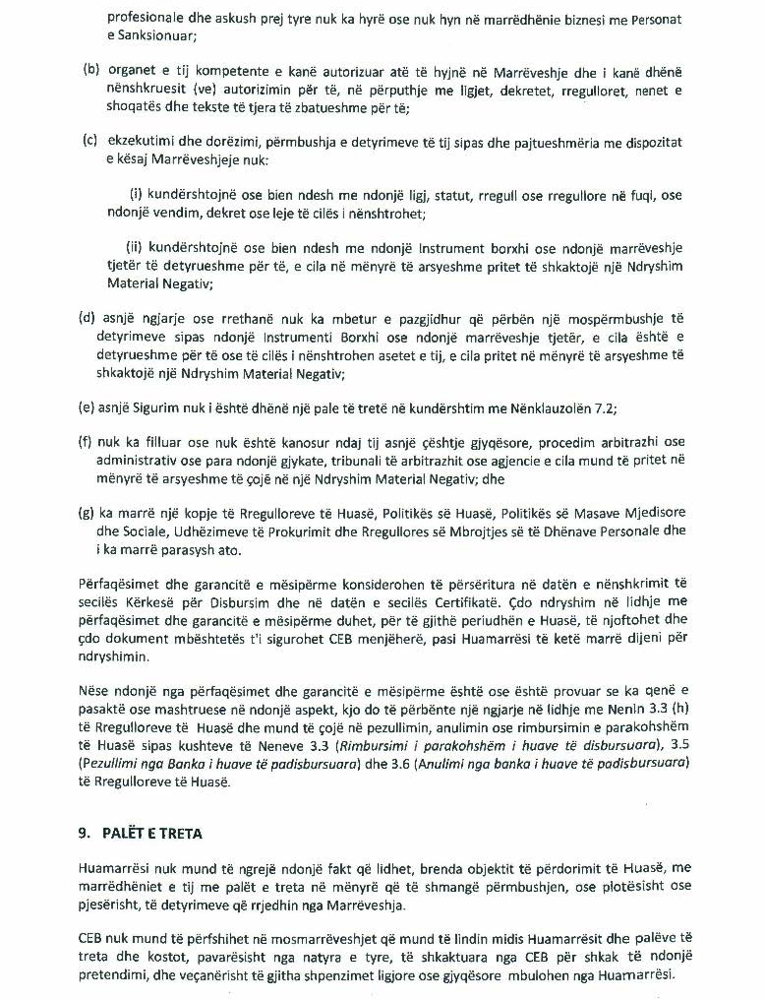 profesionale dhe askush prej tyre nuk ka hyrë ose nuk hyn në marrëdhënie biznesi me Personat
e Sanksionuar;
(b) organet e tij kompetente e kanë autorizuar atë të hyjnë në Marrëveshje dhe i kanë dhënë
nënshkruesit (ve) autorizimin për të, në përputhje me ligjet, dekretet, rregulloret, nenet e
shoqatës dhe tekste të tjera të zbatueshme për të;
(c) ekzekutimi dhe dorëzimi, përmbushja e detyrimeve të tij sipas dhe pajtueshmëria me dispozitat
e kësaj Marrëveshjeje nuk:
(i) kundërshtojnë ose bien ndesh me ndonjë ligj, statut, rregull ose rregullore në fuqi, ose
ndonjë vendim, dekret ose leje të cilës i nënshtrohet;
(ii) kundërshtojnë ose bien ndesh me ndonjë Instrument borxhi ose ndonjë marrëveshje
tjetër të detyrueshme për të, e cila në mënyrë të arsyeshme pritet të shkaktojë një Ndryshim
Material Negativ;
(d) asnjë ngjarje ose rrethanë nuk ka mbetur e pazgjidhur që përbën një mospërmbushje të
detyrimeve sipas ndonjë Instrumenti Borxhi ose ndonjë marrëveshje tjetër, e cila është e
detyrueshme për të ose të cilës i nënshtrohen asetet e tij, e cila pritet në mënyrë të arsyeshme të
shkaktojë një Ndryshim Material Negativ;
(e) asnjë Sigurim nuk i është dhënë një pale të tretë në kundërshtim me Nënklauzolën 7.2;
(f) nuk ka filluar ose nuk është kanosur ndaj tij asnjë çështje gjyqësore, procedim arbitrazhi ose
administrativ ose para ndonjë gjykate, tribunali të arbitrazhit ose agjencie e cila mund të pritet në
mënyrë të arsyeshme të çojë në një Ndryshim Material Negativ; dhe
(g) ka marrë një kopje të Rregulloreve të Huasë, Politikës së Huasë, Politikës së Masave Mjedisore
dhe Sociale, Udhëzimeve të Prokurimit dhe Rregullores së Mbrojtjes së të Dhënave Personale dhe
i ka marrë parasysh ato.
Përfaqësimet dhe garancitë e mësipërme konsiderohen të përsëritura në datën e nënshkrimit të
secilës Kërkesë për Disbursim dhe në datën e secilës Certifikatë. Çdo ndryshim në lidhje me
përfaqësimet dhe garancitë e mësipërme duhet, për të gjithë periudhën e Huasë, të njoftohet dhe
çdo dokument mbështetës t'i sigurohet CEB menjëherë, pasi Huamarrësi të ketë marrë dijeni për
ndryshimin.
Nëse ndonjë nga përfaqësimet dhe garancitë e mësipërme është ose është provuar se ka qenë e
pasaktë ose mashtruese në ndonjë aspekt, kjo do të përbënte një ngjarje në lidhje me Nenin 3.3 (h)
të Rregulloreve të Huasë dhe mund të çojë në pezullimin, anulimin ose rimbursimin e parakohshëm
të Huasë sipas kushteve të Neneve 3.3 (Rimbursimi i parakohshëm i huave të disbursuara), 3.5
(Pezullimi nga Banka i huave të padisbursuara) dhe 3.6 (Anulimi nga banka i huave të padisbursuara)
të Rregulloreve të Huasë.
9. PALËT E TRETA
Huamarrësi nuk mund të ngrejë ndonjë fakt që lidhet, brenda objektit të përdorimit të Huasë, me
marrëdhëniet e tij me palët e treta në mënyrë që të shmangë përmbushjen, ose plotësisht ose
pjesërisht, të detyrimeve që rrjedhin nga Marrëveshja.
CEB nuk mund të përfshihet në mosmarrëveshjet që mund të lindin midis Huamarrësit dhe palëve të
treta dhe kostot, pavarësisht nga natyra e tyre, të shkaktuara nga CEB për shkak të ndonjë
pretendimi, dhe veçanërisht të gjitha shpenzimet ligjore ose gjyqësore mbulohen nga Huamarrësi.